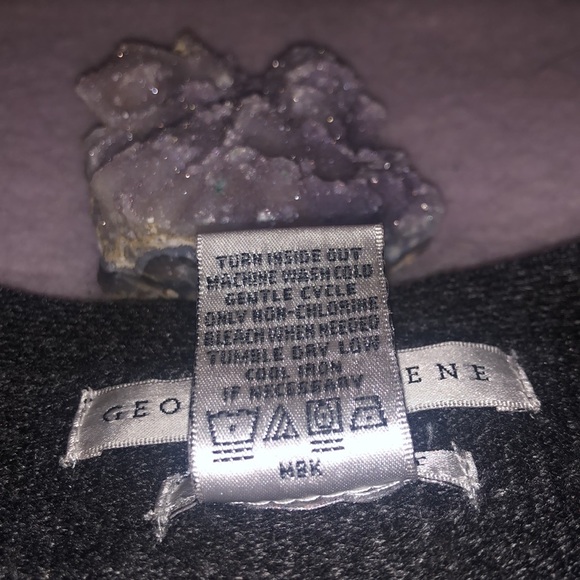 TURN INSIDE OUT
MACHINE WASH COLD
GENTLE CYCLE
ONLY NON-CHLORINE
BLEACH WHEN NEEDED
TUMBLE DRY LOW
COOL IRON
IF NECESSARY
GEO ENE
MBK